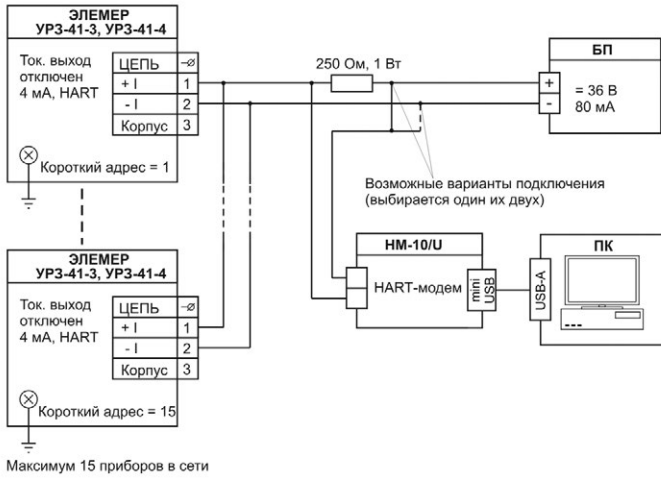 ЭЛЕМЕР
УРЗ-41-3, УРЗ-41-4
Ток. выход
отключен
4 мА, HART
ЦЕПЬ
+ I 1
- I 2
Корпус 3
Короткий адрес = 1
250 Ом, 1 Вт
БП
+
-
= 36 В
80 мА
Возможные варианты подключения
(выбирается один их двух)
НМ-10/U
HART-модем
mini
USB
USB-A
ПК
ЭЛЕМЕР
УРЗ-41-3, УРЗ-41-4
Ток. выход
отключен
4 мА, HART
ЦЕПЬ
+ I 1
- I 2
Корпус 3
Короткий адрес = 15
Максимум 15 приборов в сети